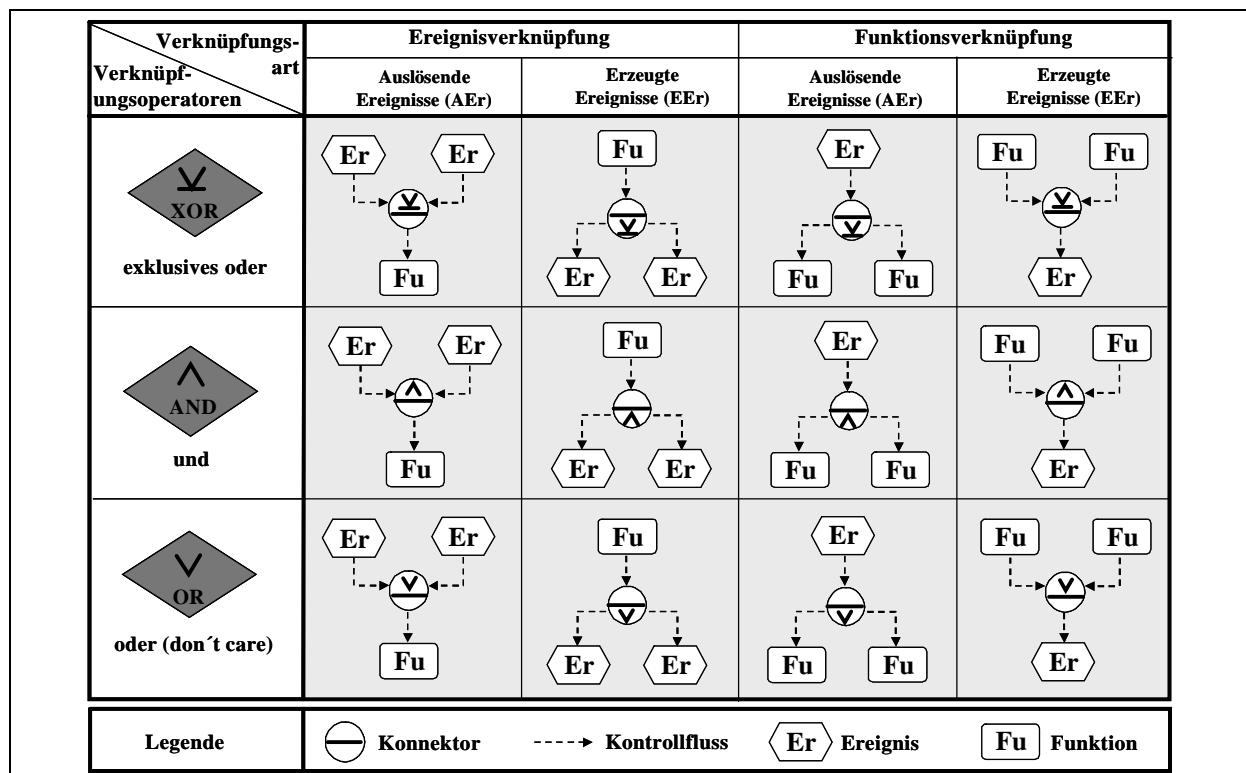 Verknüpfungs-
art
Verknüpf-
ungsoperatoren
Ereignisverknüpfung
Funktionsverknüpfung
Auslösende
Ereignisse (AEr)
Erzeugte
Ereignisse (EEr)
Auslösende
Ereignisse (AEr)
Erzeugte
Ereignisse (EEr)
XOR
exklusives oder
Er Er
Fu
Fu
Er Er
Er
Fu Fu
Fu Fu
Er
AND
und
Er Er
Fu
Fu
Er Er
Er
Fu Fu
Fu Fu
Er
OR
oder (don´t care)
Er Er
Fu
Fu
Er Er
Er
Fu Fu
Fu Fu
Er
Legende
Konnektor
Kontrollfluss
Er Ereignis
Fu Funktion